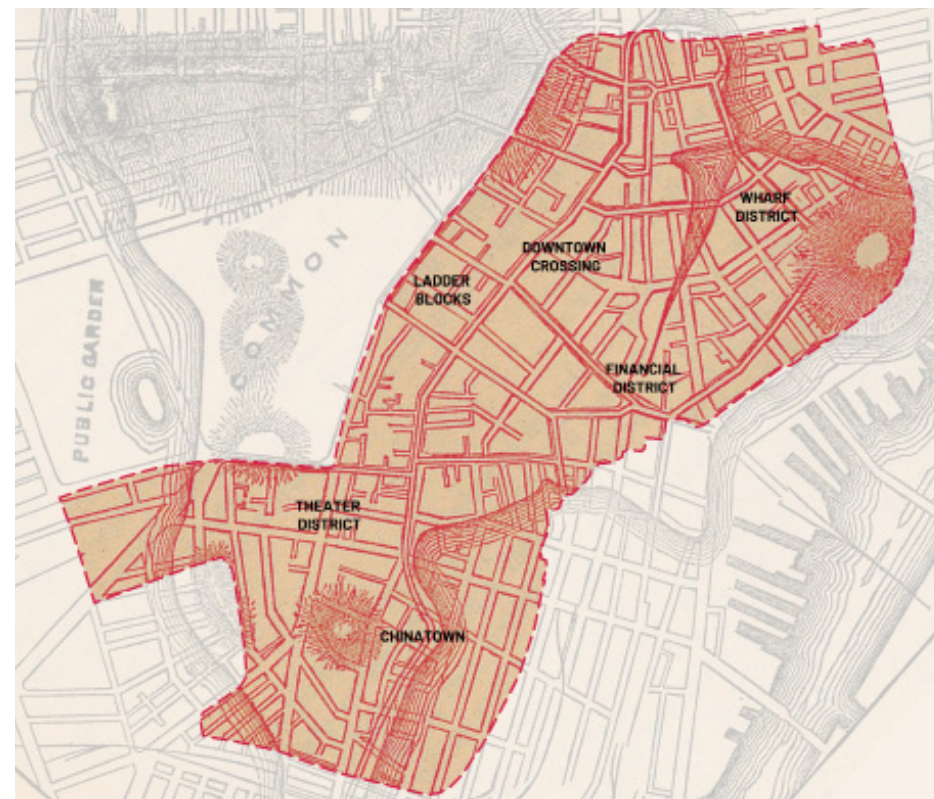 WHARF
DISTRICT
DOWNTOWN
CROSSING
LADDER
BLOCKS
COMMON
PUBLIC GARDEN
FINANCIAL
DISTRICT
THEATER
DISTRICT
CHINATOWN